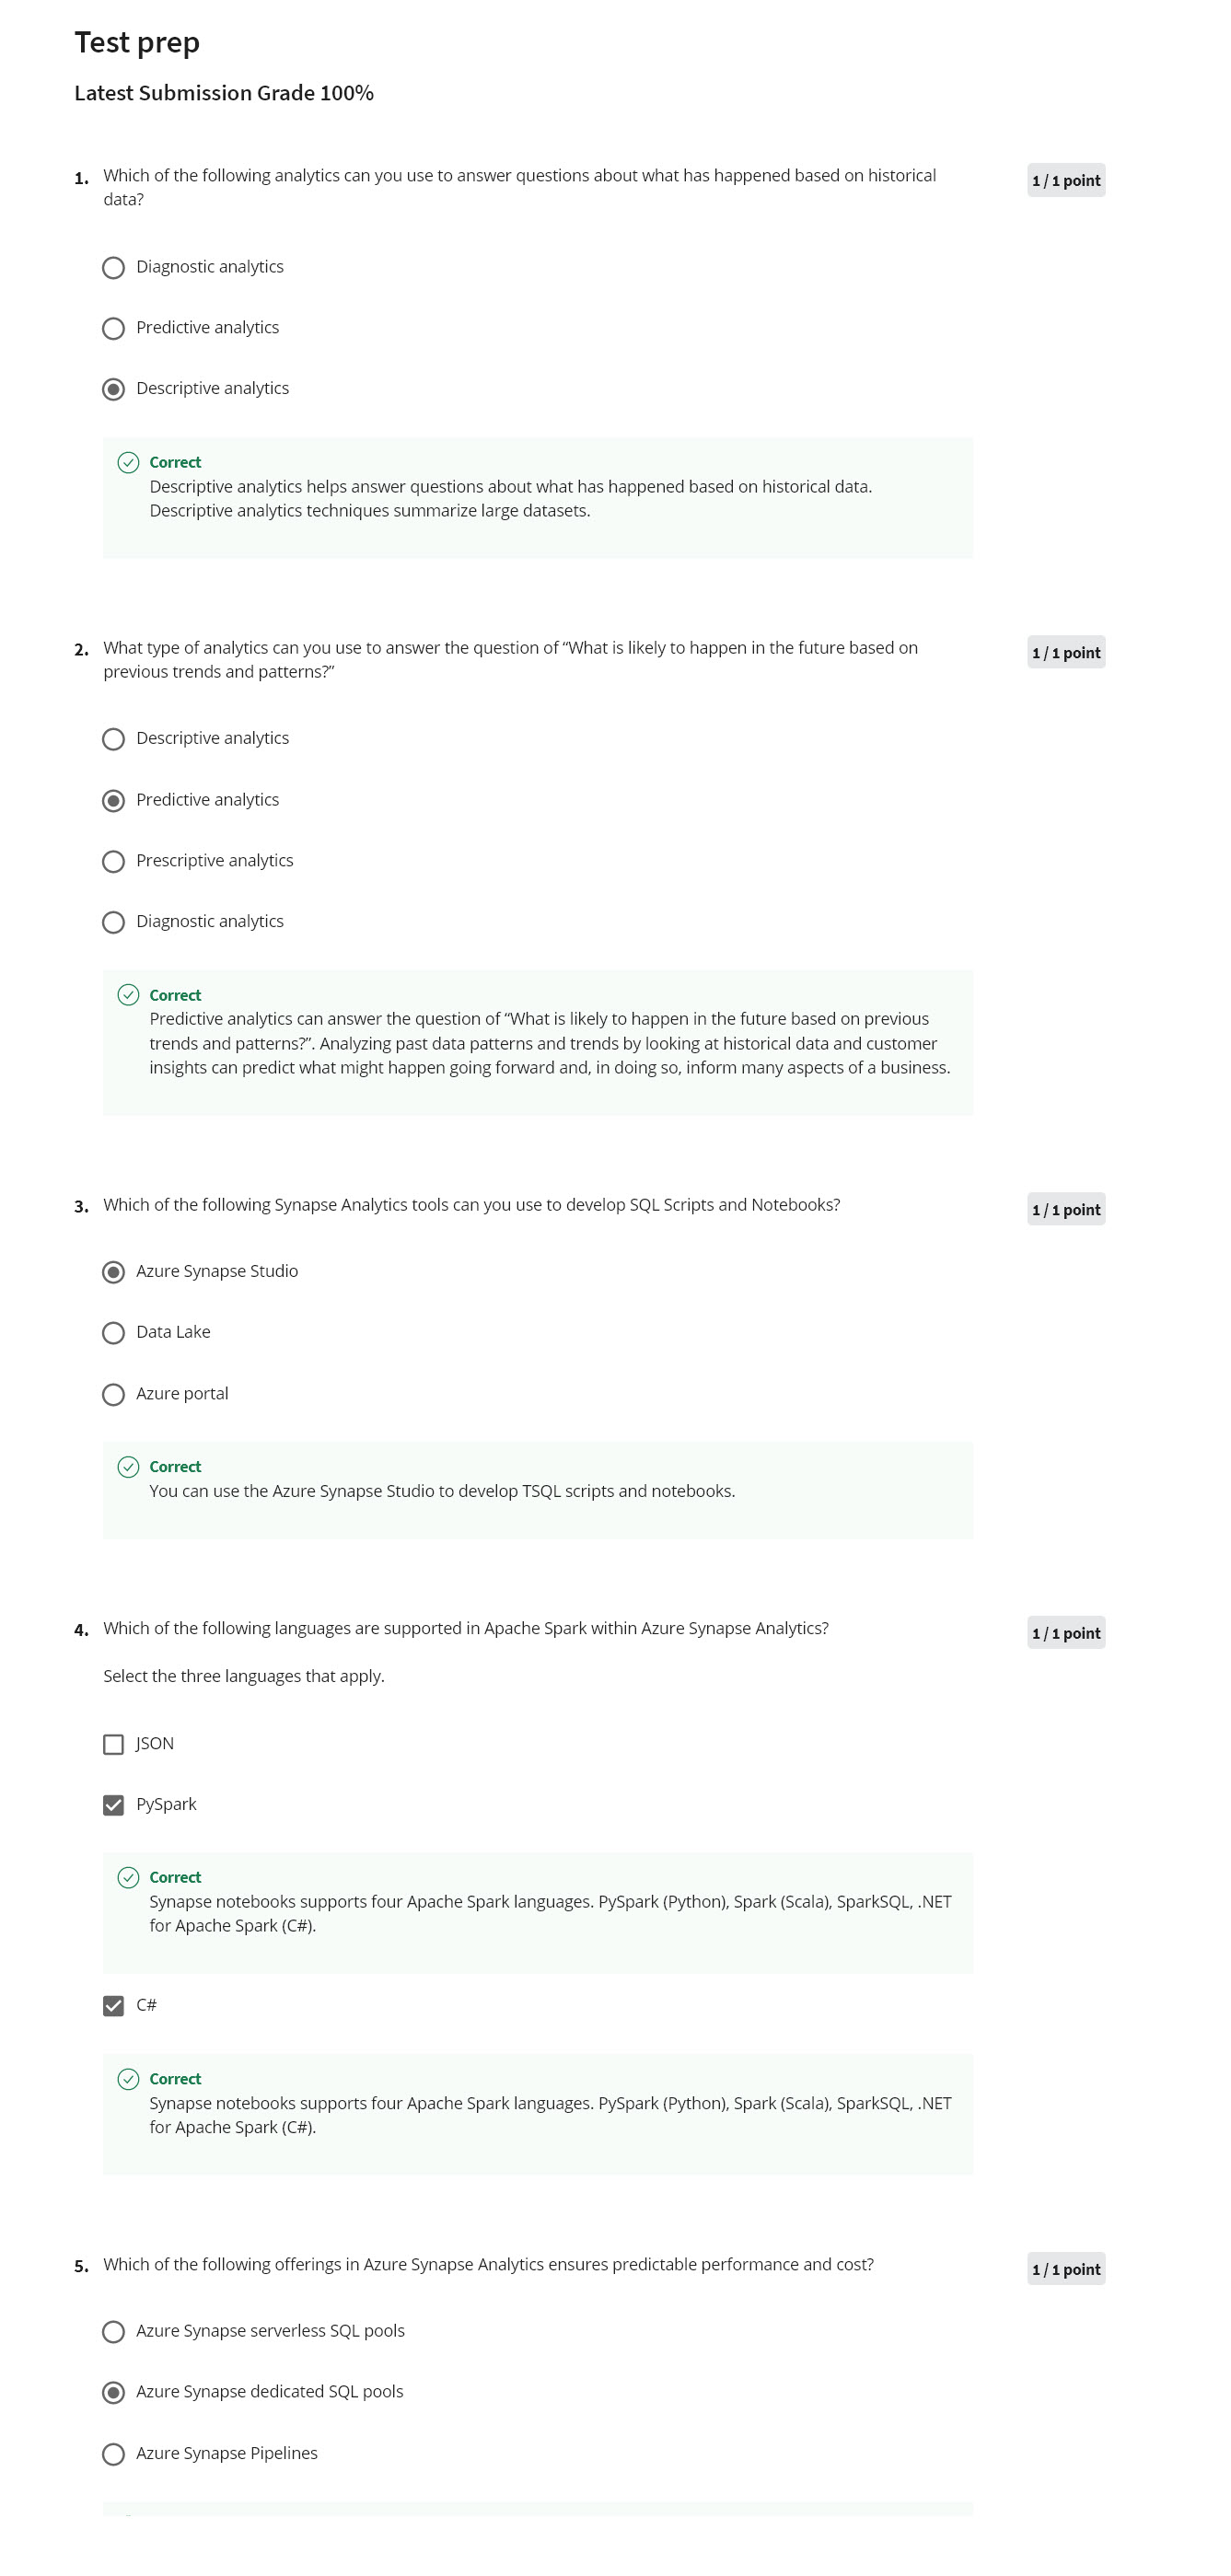 Test prep
Latest Submission Grade 100%
1. Which of the following analytics can you use to answer questions about what has happened based on historical
data?
1 / 1 point
Diagnostic analytics
Predictive analytics
Descriptive analytics
Correct
Descriptive analytics helps answer questions about what has happened based on historical data.
Descriptive analytics techniques summarize large datasets.
2. What type of analytics can you use to answer the question of “What is likely to happen in the future based on
previous trends and patterns?”
1 / 1 point
Descriptive analytics
Predictive analytics
Prescriptive analytics
Diagnostic analytics
Correct
Predictive analytics can answer the question of “What is likely to happen in the future based on previous
trends and patterns?”. Analyzing past data patterns and trends by looking at historical data and customer
insights can predict what might happen going forward and, in doing so, inform many aspects of a business.
3. Which of the following Synapse Analytics tools can you use to develop SQL Scripts and Notebooks?
1 / 1 point
Azure Synapse Studio
Data Lake
Azure portal
Correct
You can use the Azure Synapse Studio to develop TSQL scripts and notebooks.
4. Which of the following languages are supported in Apache Spark within Azure Synapse Analytics?
1 / 1 point
Select the three languages that apply.
JSON
PySpark
Correct
Synapse notebooks supports four Apache Spark languages. PySpark (Python), Spark (Scala), SparkSQL, .NET
for Apache Spark (C#).
C#
Correct
Synapse notebooks supports four Apache Spark languages. PySpark (Python), Spark (Scala), SparkSQL, .NET
for Apache Spark (C#).
5. Which of the following offerings in Azure Synapse Analytics ensures predictable performance and cost?
1 / 1 point
Azure Synapse serverless SQL pools
Azure Synapse dedicated SQL pools
Azure Synapse Pipelines